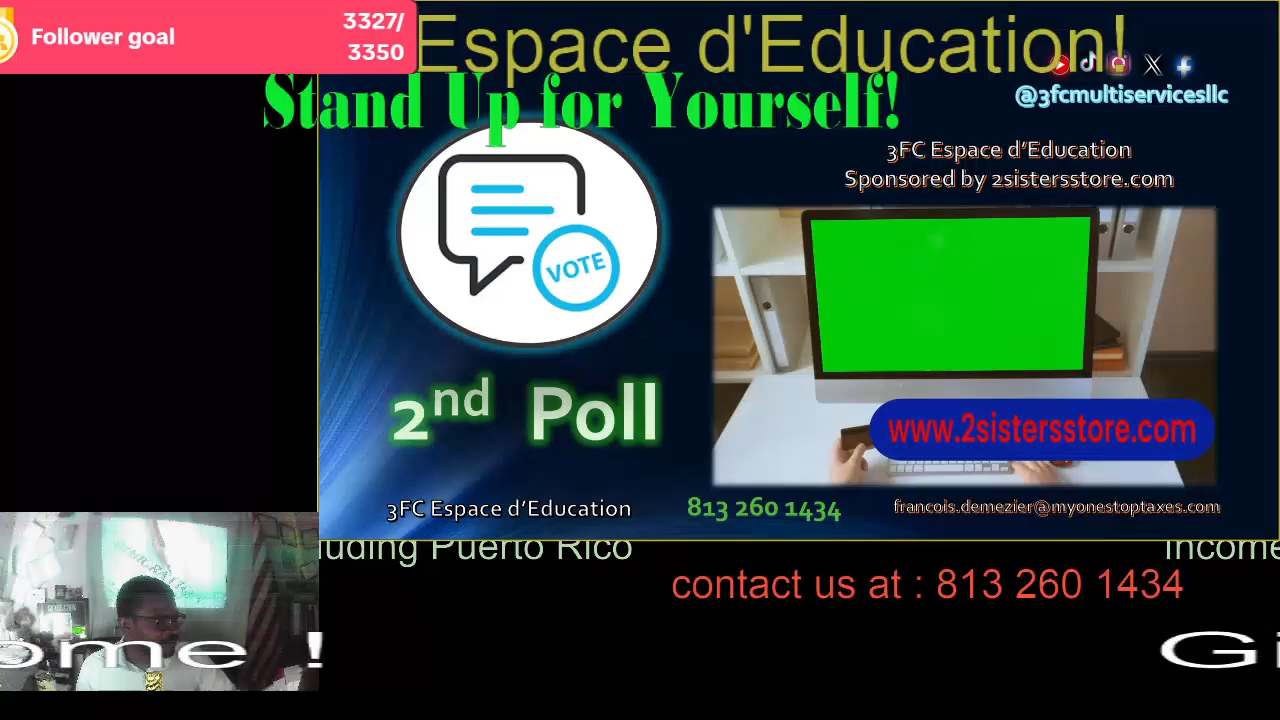 Follower goal
3327/
3350
Espace d'Education!
Stand Up for Yourself!
@3fcmultiservicesllc
3FC Espace d’Education
Sponsored by 2sistersstore.com
VOTE
2nd Poll
www.2sistersstore.com
3FC Espace d’Education
813 260 1434
francois.demezier@myonestoptaxes.com
luding Puerto Rico
Income
contact us at : 813 260 1434
ome !
Gi